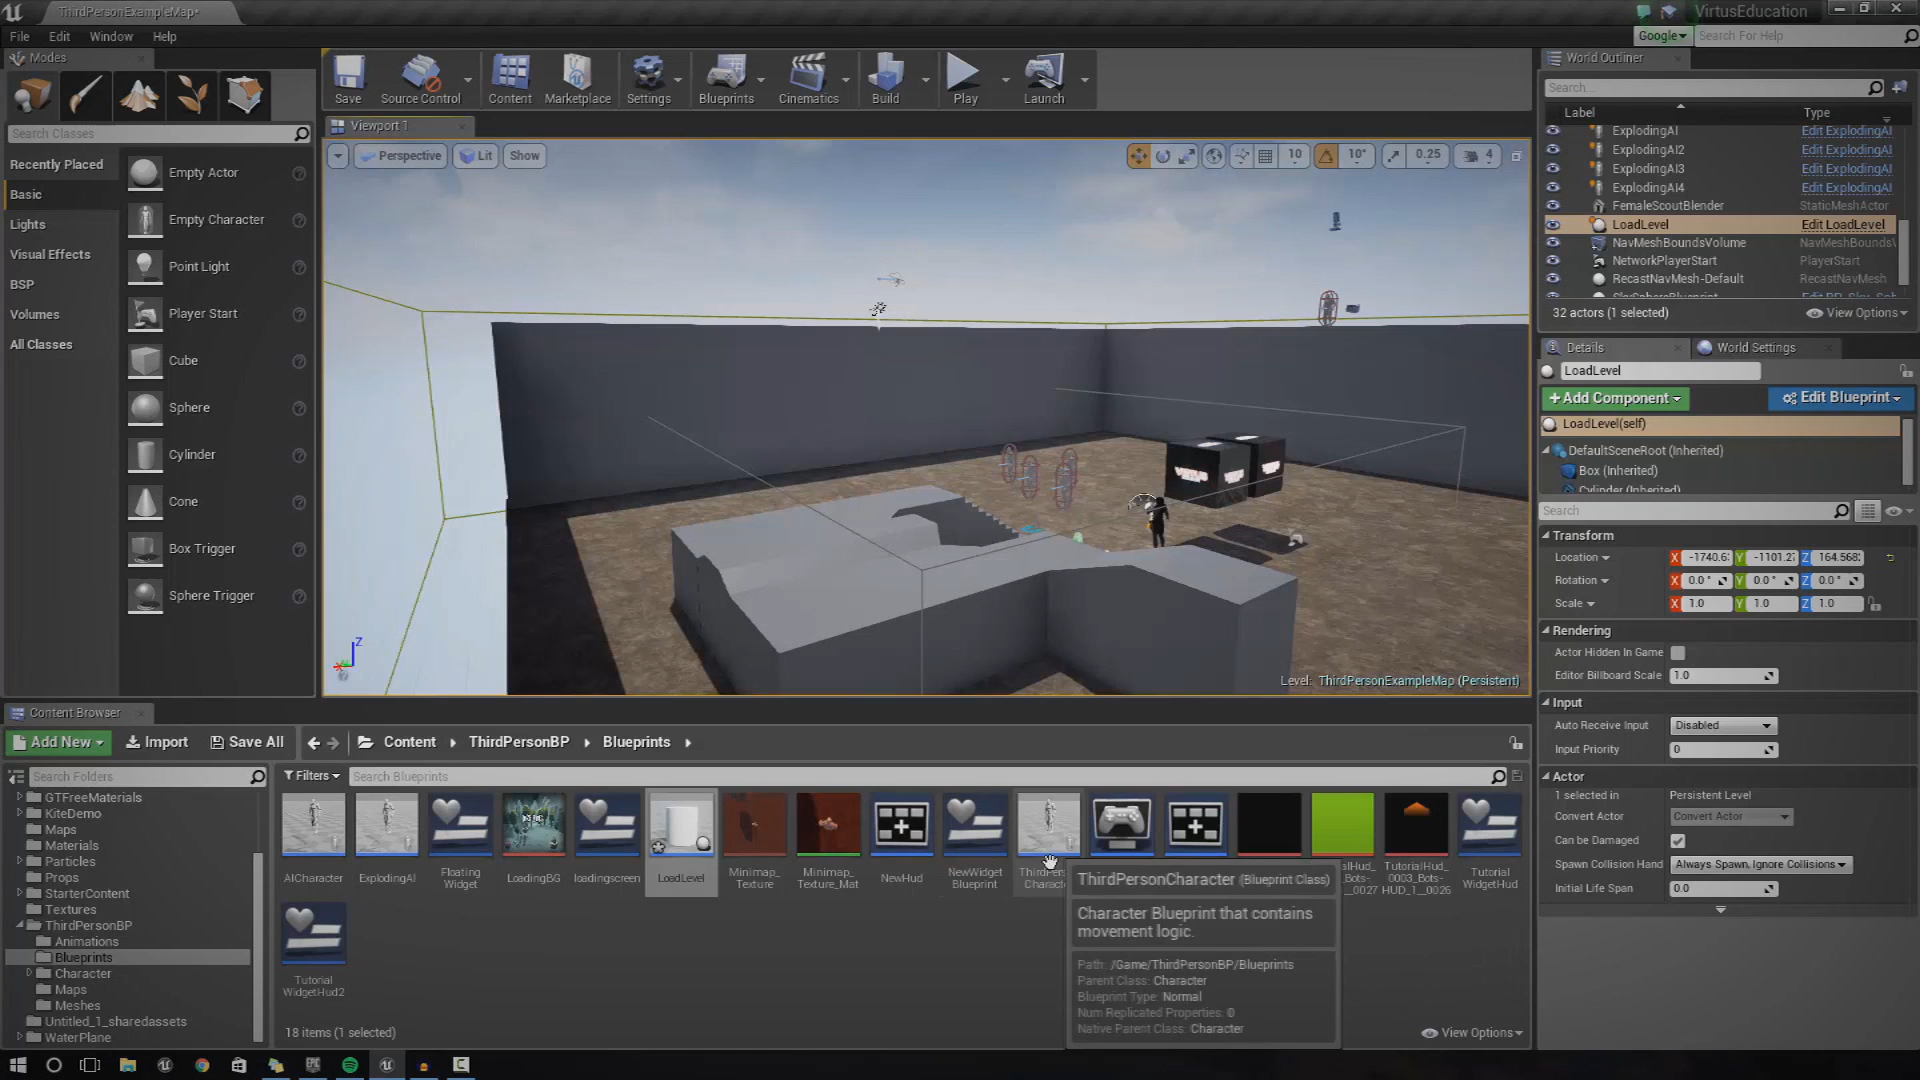 ThirdPersonExampleMap*
VirtusEducation
File Edit Window Help
Google
Search For Help
Modes
Save
Source Control
Content
Marketplace
Settings
Blueprints
Cinematics
Build
Play
Launch
World Outliner
Search...
Label Type
ExplodingAI Edit ExplodingAI
ExplodingAI2 Edit ExplodingAI
ExplodingAI3 Edit ExplodingAI
ExplodingAI4 Edit ExplodingAI
FemaleScoutBlender StaticMeshActor
LoadLevel Edit LoadLevel
NavMeshBoundsVolume NavMeshBoundsV
NetworkPlayerStart PlayerStart
RecastNavMesh-Default RecastNavMesh
32 actors (1 selected) View Options
Search Classes
Recently Placed
Basic
Lights
Visual Effects
BSP
Volumes
All Classes
Empty Actor
Empty Character
Point Light
Player Start
Cube
Sphere
Cylinder
Cone
Box Trigger
Sphere Trigger
Viewport 1
Perspective Lit Show
10 10° 0.25 4
Z
Level: ThirdPersonExampleMap (Persistent)
Details World Settings
LoadLevel
+Add Component
Edit Blueprint
LoadLevel(self)
DefaultSceneRoot (Inherited)
Box (Inherited)
Cylinder (Inherited)
Search
Transform
Location X -1740.6 Y -1101.2 Z 164.568
Rotation X 0.0 ° Y 0.0 ° Z 0.0 °
Scale X 1.0 Y 1.0 Z 1.0
Rendering
Actor Hidden In Game
Editor Billboard Scale 1.0
Input
Auto Receive Input Disabled
Input Priority 0
Actor
1 selected in Persistent Level
Convert Actor Convert Actor
Can be Damaged
Spawn Collision Hand Always Spawn, Ignore Collisions
Initial Life Span 0.0
Content Browser
Add New Import Save All
Content ThirdPersonBP Blueprints
Search Folders
Filters
Search Blueprints
GTFreeMaterials
KiteDemo
Maps
Materials
Particles
Props
StarterContent
Textures
ThirdPersonBP
Animations
Blueprints
Character
Maps
Meshes
Untitled_1_sharedassets
WaterPlane
AICharacter
ExplodingAI
Floating
Widget
LoadingBG
loadingscreen
LoadLevel
Minimap_
Texture
Minimap_
Texture_Mat
NewHud
NewWidget
Blueprint
ThirdPers
Characte
alHud_
Bots-
HUD_1__0027
TutorialHud_
0003_Bots-
HUD_1__0026
Tutorial
WidgetHud
Tutorial
WidgetHud2
ThirdPersonCharacter (Blueprint Class)
Character Blueprint that contains
movement logic.
Path: /Game/ThirdPersonBP/Blueprints
Parent Class: Character
Blueprint Type: Normal
Num Replicated Properties: 0
Native Parent Class: Character
18 items (1 selected)
View Options